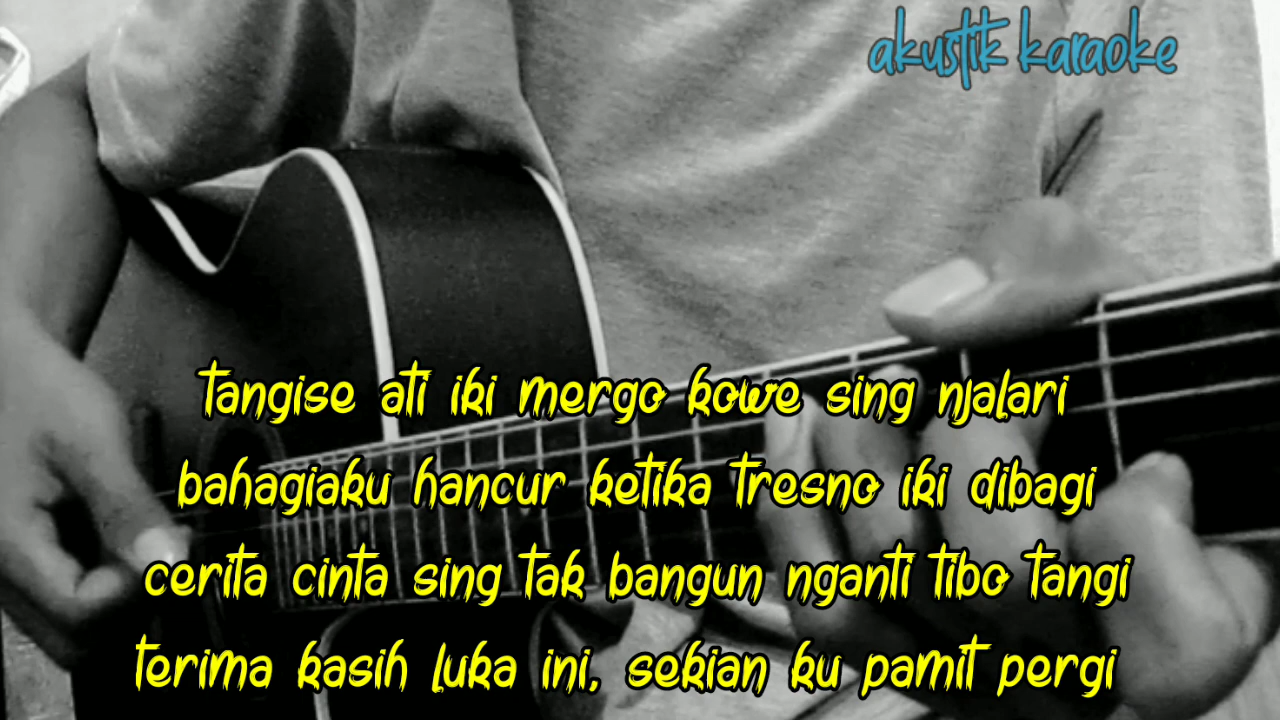 akustik karaoke
tangise ati iki mergo kowe sing njalari
bahagiaku hancur ketika tresno iki dibagi
cerita cinta sing tak bangun nganti tibo tangi
terima kasih luka ini, sekian ku pamit pergi